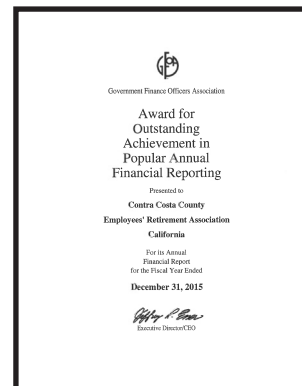 Government Finance Officers Association
Award for
Outstanding
Achievement in
Popular Annual
Financial Reporting
Presented to
Contra Costa County
Employees' Retirement Association
California
For its Annual
Financial Report
for the Fiscal Year Ended
December 31, 2015
Jeffrey R. Enen
Executive Director/CEO